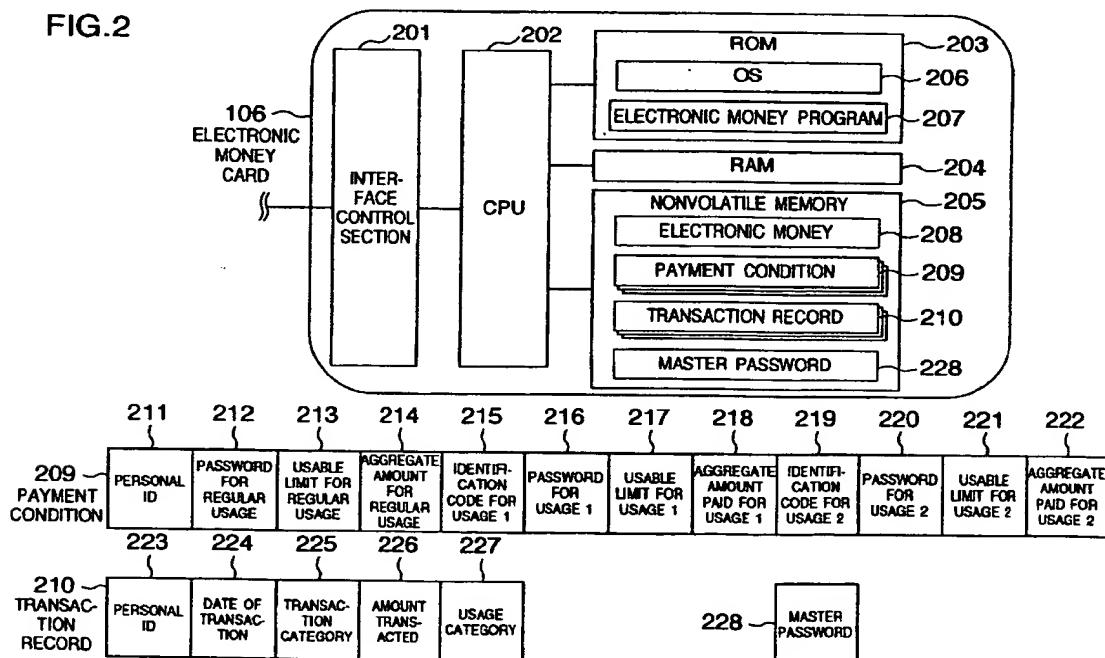 FIG.2
201
202
ROM
203
OS
206
ELECTRONIC MONEY PROGRAM
207
106
ELECTRONIC
MONEY
CARD
INTER-
FACE
CONTROL
SECTION
CPU
RAM
204
NONVOLATILE MEMORY
205
ELECTRONIC MONEY
208
PAYMENT CONDITION
209
TRANSACTION RECORD
210
MASTER PASSWORD
228
211
212
213
214
215
216
217
218
219
220
221
222
209
PAYMENT
CONDITION
PERSONAL
ID
PASSWORD
FOR
REGULAR
USAGE
USABLE
LIMIT FOR
REGULAR
USAGE
AGGREGATE
AMOUNT
FOR
REGULAR
USAGE
IDENTIFI-
CATION
CODE FOR
USAGE 1
PASSWORD
FOR
USAGE 1
USABLE
LIMIT FOR
USAGE 1
AGGREGATE
AMOUNT
PAID FOR
USAGE 1
IDENTIFI-
CATION
CODE FOR
USAGE 2
PASSWORD
FOR
USAGE 2
USABLE
LIMIT FOR
USAGE 2
AGGREGATE
AMOUNT
PAID FOR
USAGE 2
223
224
225
226
227
210
TRANSAC-
TION
RECORD
PERSONAL
ID
DATE OF
TRANSAC-
TION
TRANSAC-
TION
CATEGORY
AMOUNT
TRANS-
ACTED
USAGE
CATEGORY
228
MASTER
PASSWORD